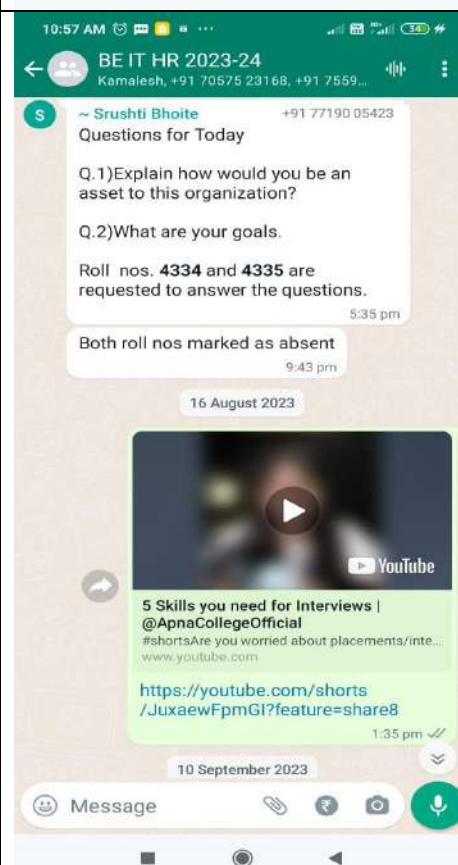 10:57 AM
34
BE IT HR 2023-24
Kamalesh, +91 70575 23168, +91 7559...
S
~ Srushti Bhoite +91 77190 05423
Questions for Today
Q.1)Explain how would you be an
asset to this organization?
Q.2)What are your goals.
Roll nos. 4334 and 4335 are
requested to answer the questions.
5:35 pm
Both roll nos marked as absent
9:43 pm
16 August 2023
YouTube
5 Skills you need for Interviews |
@ApnaCollegeOfficial
#shortsAre you worried about placements/inte...
www.youtube.com
https://youtube.com/shorts
/JuxaewFpmGI?feature=share8
1:35 pm
10 September 2023
Message